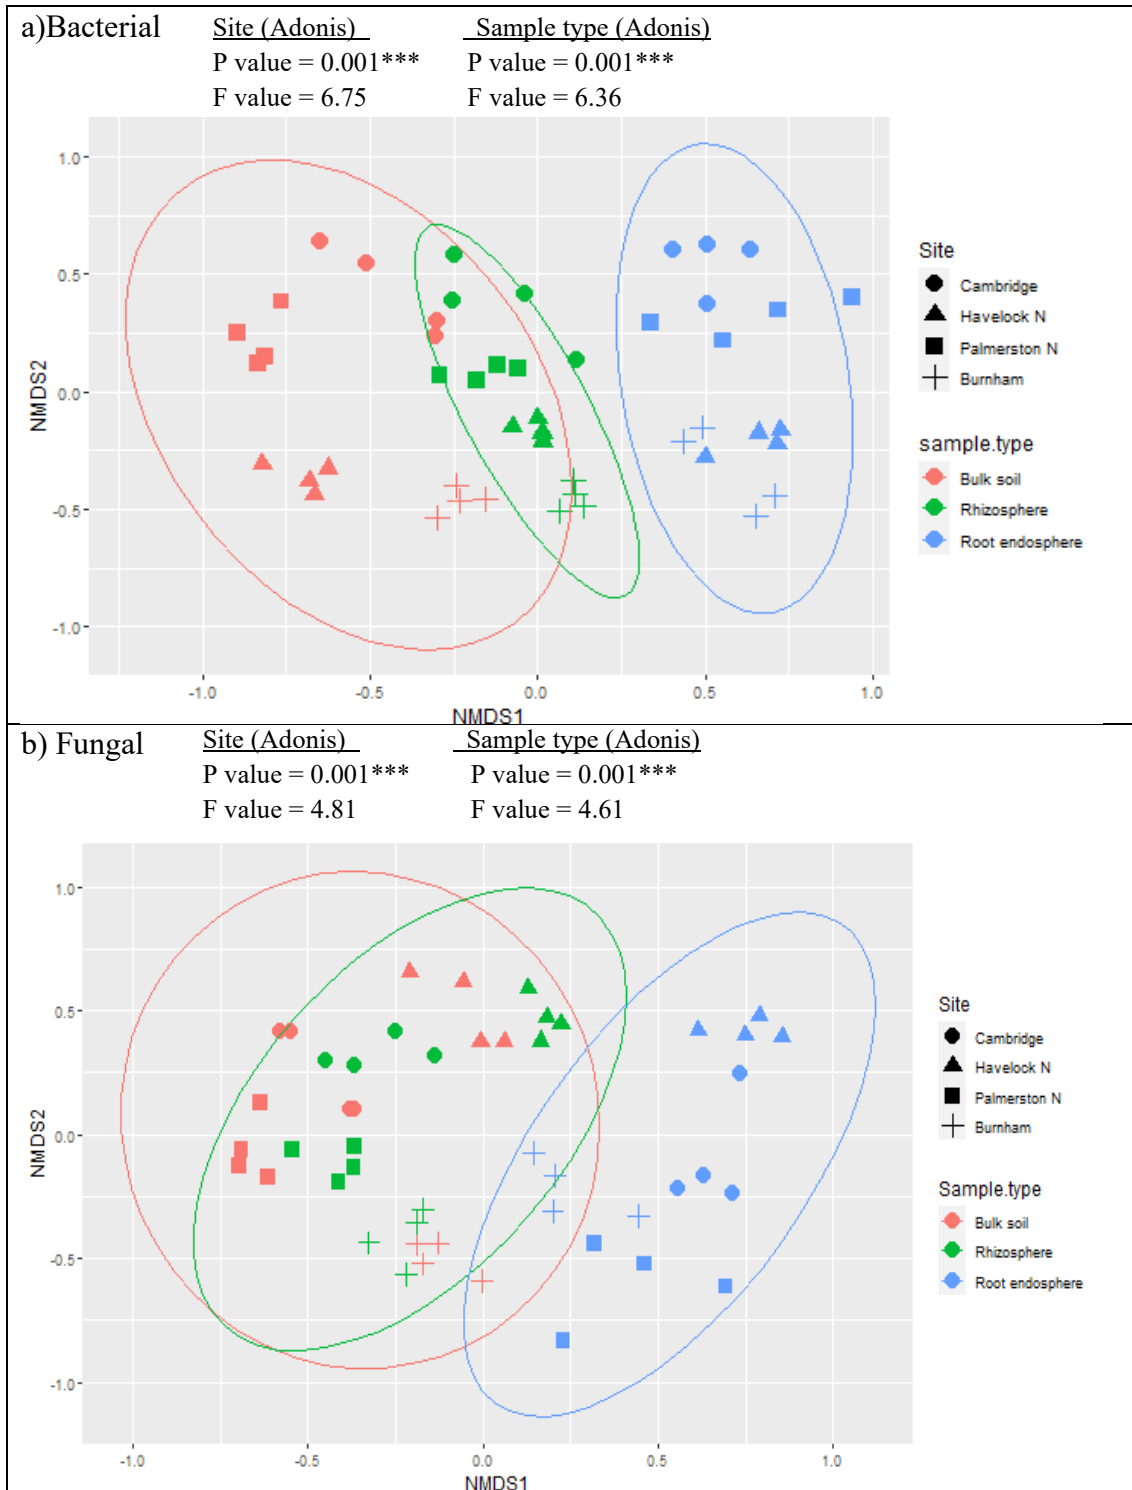 a)Bacterial
Site (Adonis) Sample type (Adonis)
P value = 0.001*** P value = 0.001***
F value = 6.75 F value = 6.36
1.0
0.5
0.0
-0.5
-1.0
NMDS2
-1.0 -0.5 0.0 0.5 1.0
NMDS1
Site
Cambridge
Havelock N
Palmerston N
Burnham
sample.type
Bulk soil
Rhizosphere
Root endosphere
b) Fungal
Site (Adonis) Sample type (Adonis)
P value = 0.001*** P value = 0.001***
F value = 4.81 F value = 4.61
1.0
0.5
0.0
-0.5
-1.0
NMDS2
-1.0 -0.5 0.0 0.5 1.0
NMDS1
Site
Cambridge
Havelock N
Palmerston N
Burnham
Sample.type
Bulk soil
Rhizosphere
Root endosphere